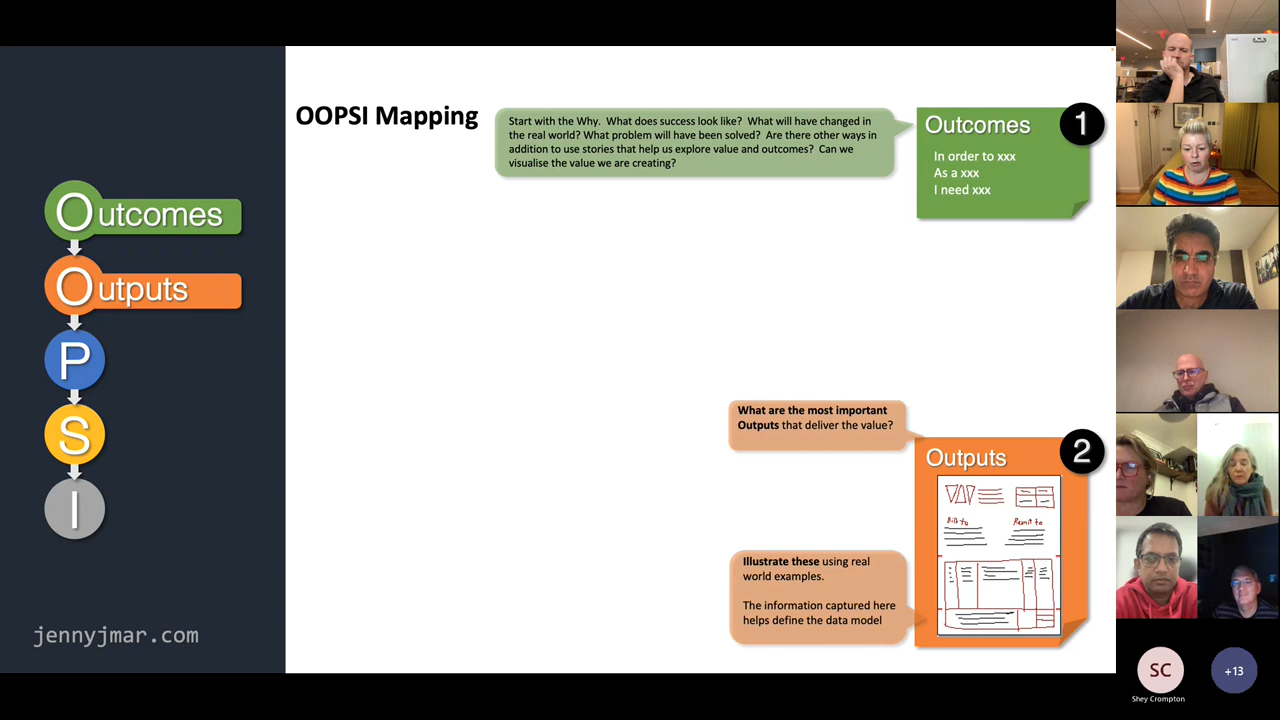 OOPSI Mapping
Start with the Why. What does success look like? What will have changed in
the real world? What problem will have been solved? Are there other ways in
addition to use stories that help us explore value and outcomes? Can we
visualise the value we are creating?
Outcomes
1
In order to xxx
As a xxx
I need xxx
Outcomes
Outputs
P
S
I
What are the most important
Outputs that deliver the value?
Outputs
2
Bill to
Remit to
Illustrate these using real
world examples.
The information captured here
helps define the data model
jennyjmar.com
SC
Shey Crompton
+13